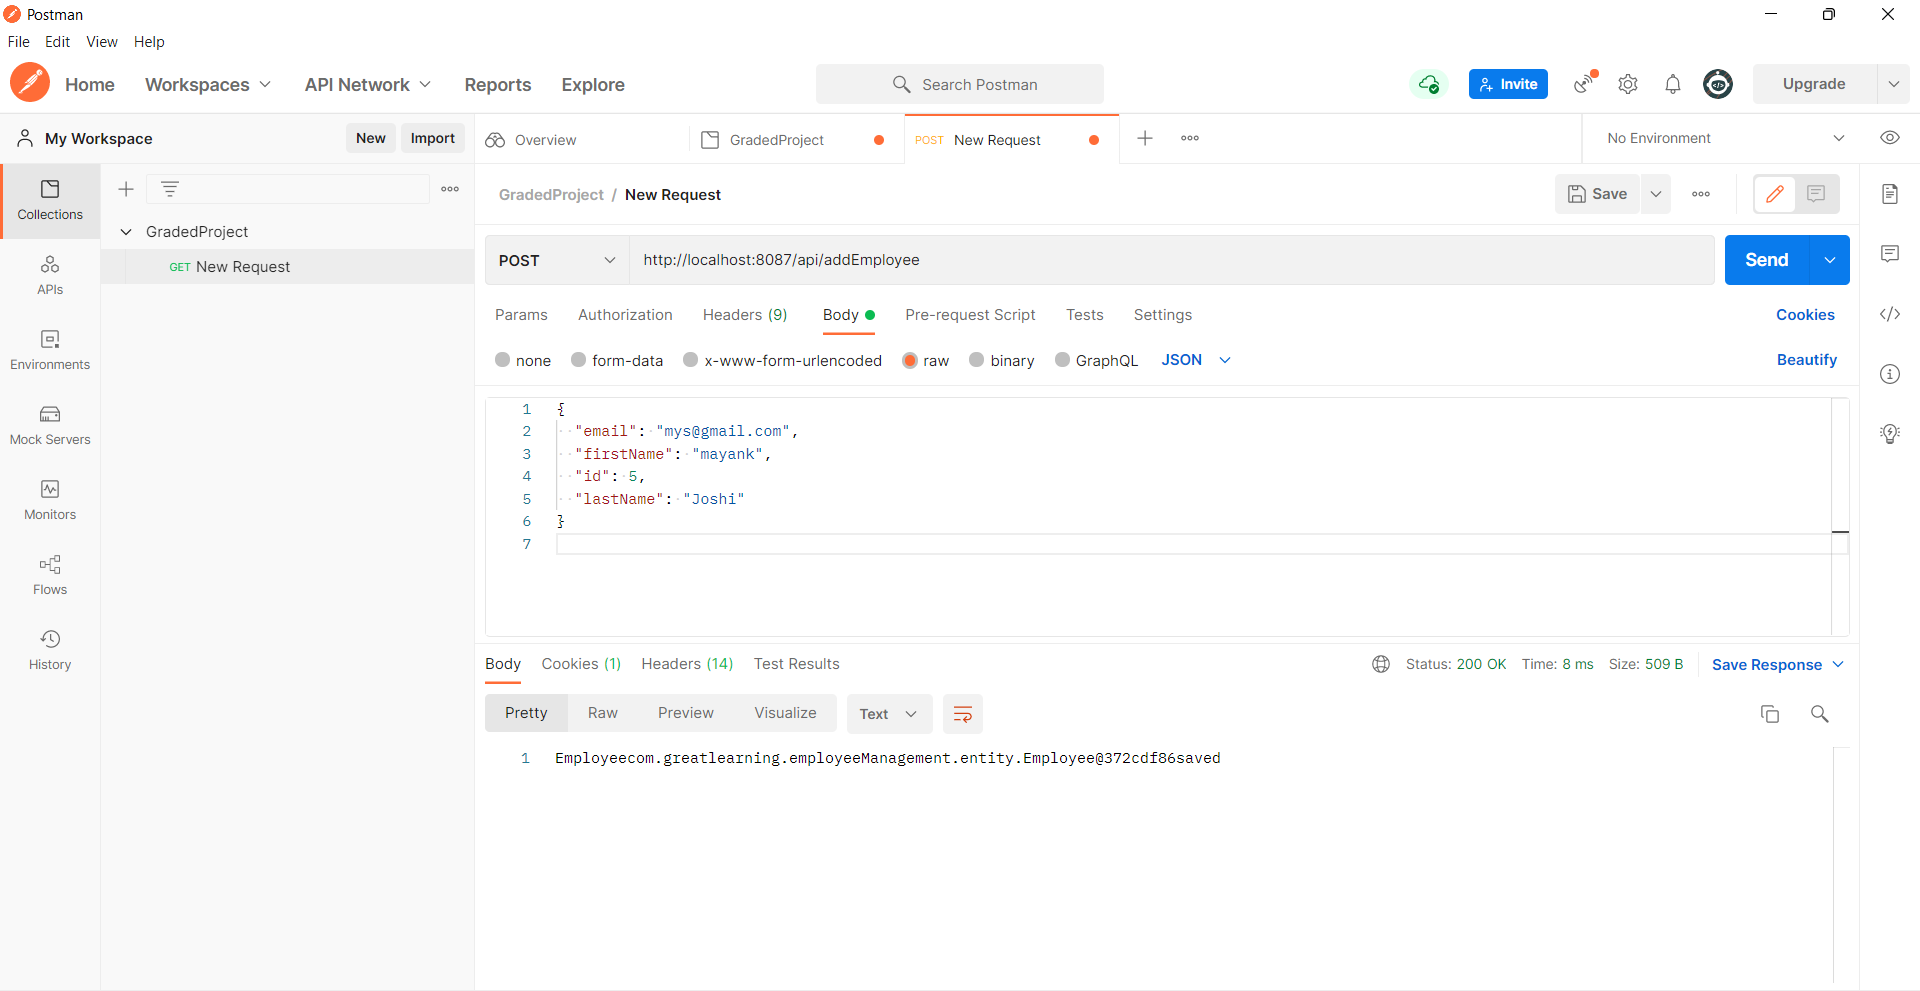 Postman
File Edit View Help
Home Workspaces API Network Reports Explore Search Postman Invite Upgrade
My Workspace New Import Overview GradedProject POST New Request No Environment
Collections
GradedProject / New Request Save
GradedProject
GET New Request
POST http://localhost:8087/api/addEmployee Send
APIs
Params Authorization Headers (9) Body Pre-request Script Tests Settings Cookies
Environments
none form-data x-www-form-urlencoded raw binary GraphQL JSON Beautify
1 {
2 "email": "mys@gmail.com",
3 "firstName": "mayank",
4 "id": 5,
5 "lastName": "Joshi"
6 }
7
Mock Servers
Monitors
Flows
History
Body Cookies (1) Headers (14) Test Results Status: 200 OK Time: 8 ms Size: 509 B Save Response
Pretty Raw Preview Visualize Text
1 Employeecom.greatlearning.employeeManagement.entity.Employee@372cdf86saved